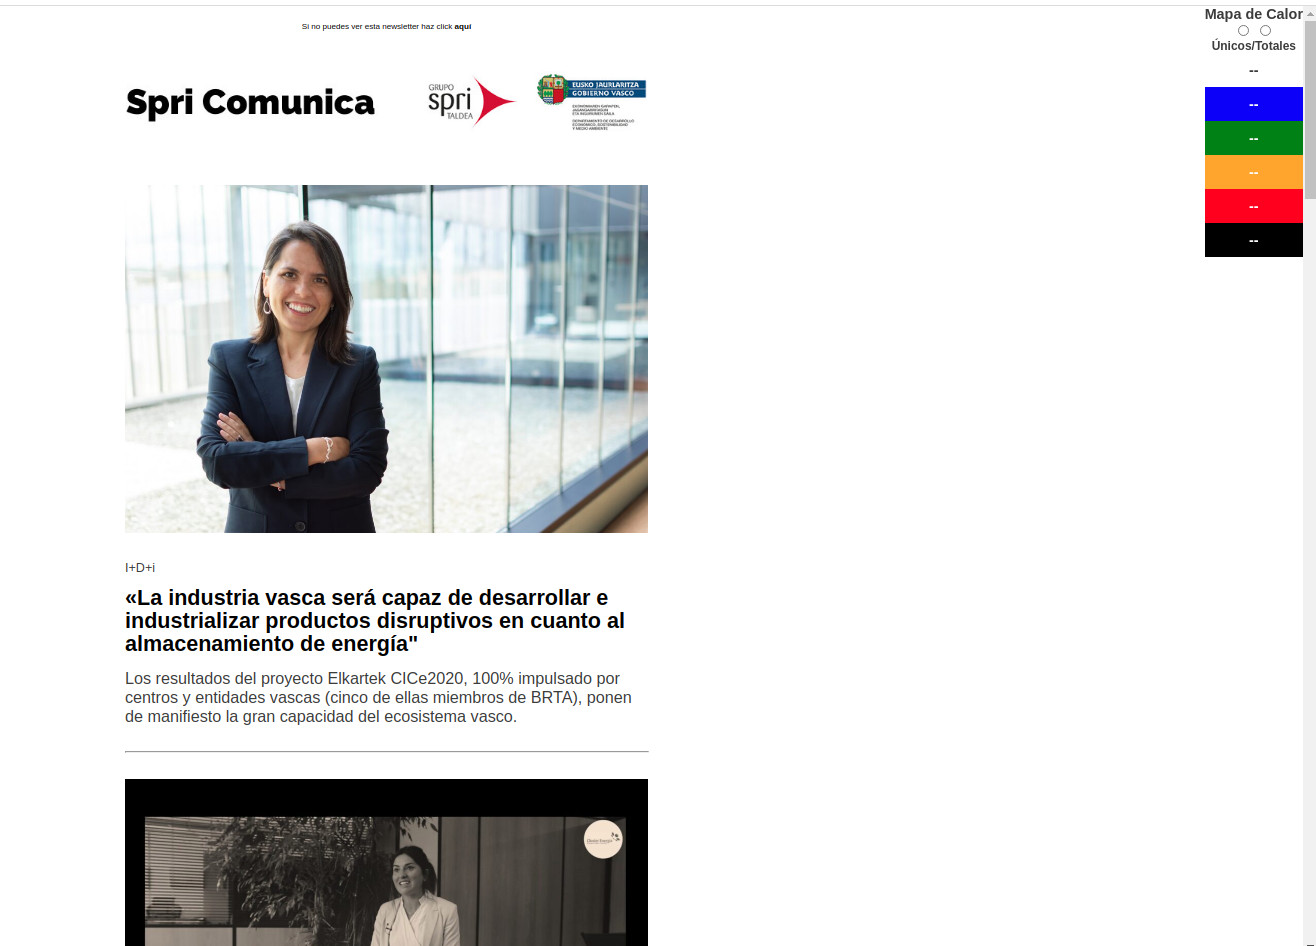 Si no puedes ver esta newsletter haz click aquí
Mapa de Calor
Únicos/Totales
--
--
--
--
--
--
Spri Comunica
GRUPO
spri
TALDEA
EUSKO JAURLARITZA
GOBIERNO VASCO
EKONOMIAREN GARAPEN,
JASANGARRITASUN
ETA INGURUMEN SAILA
DEPARTAMENTO DE DESARROLLO
ECONÓMICO, SOSTENIBILIDAD
Y MEDIO AMBIENTE
I+D+i
«La industria vasca será capaz de desarrollar e
industrializar productos disruptivos en cuanto al
almacenamiento de energía"
Los resultados del proyecto Elkartek CICe2020, 100% impulsado por
centros y entidades vascas (cinco de ellas miembros de BRTA), ponen
de manifiesto la gran capacidad del ecosistema vasco.